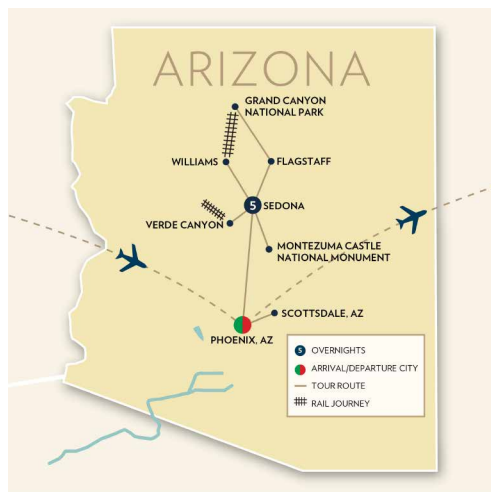 ARIZONA
GRAND CANYON
NATIONAL PARK
WILLIAMS
FLAGSTAFF
5
SEDONA
VERDE CANYON
MONTEZUMA CASTLE
NATIONAL MONUMENT
SCOTTSDALE, AZ
PHOENIX, AZ
5 OVERNIGHTS
ARRIVAL/DEPARTURE CITY
TOUR ROUTE
RAIL JOURNEY